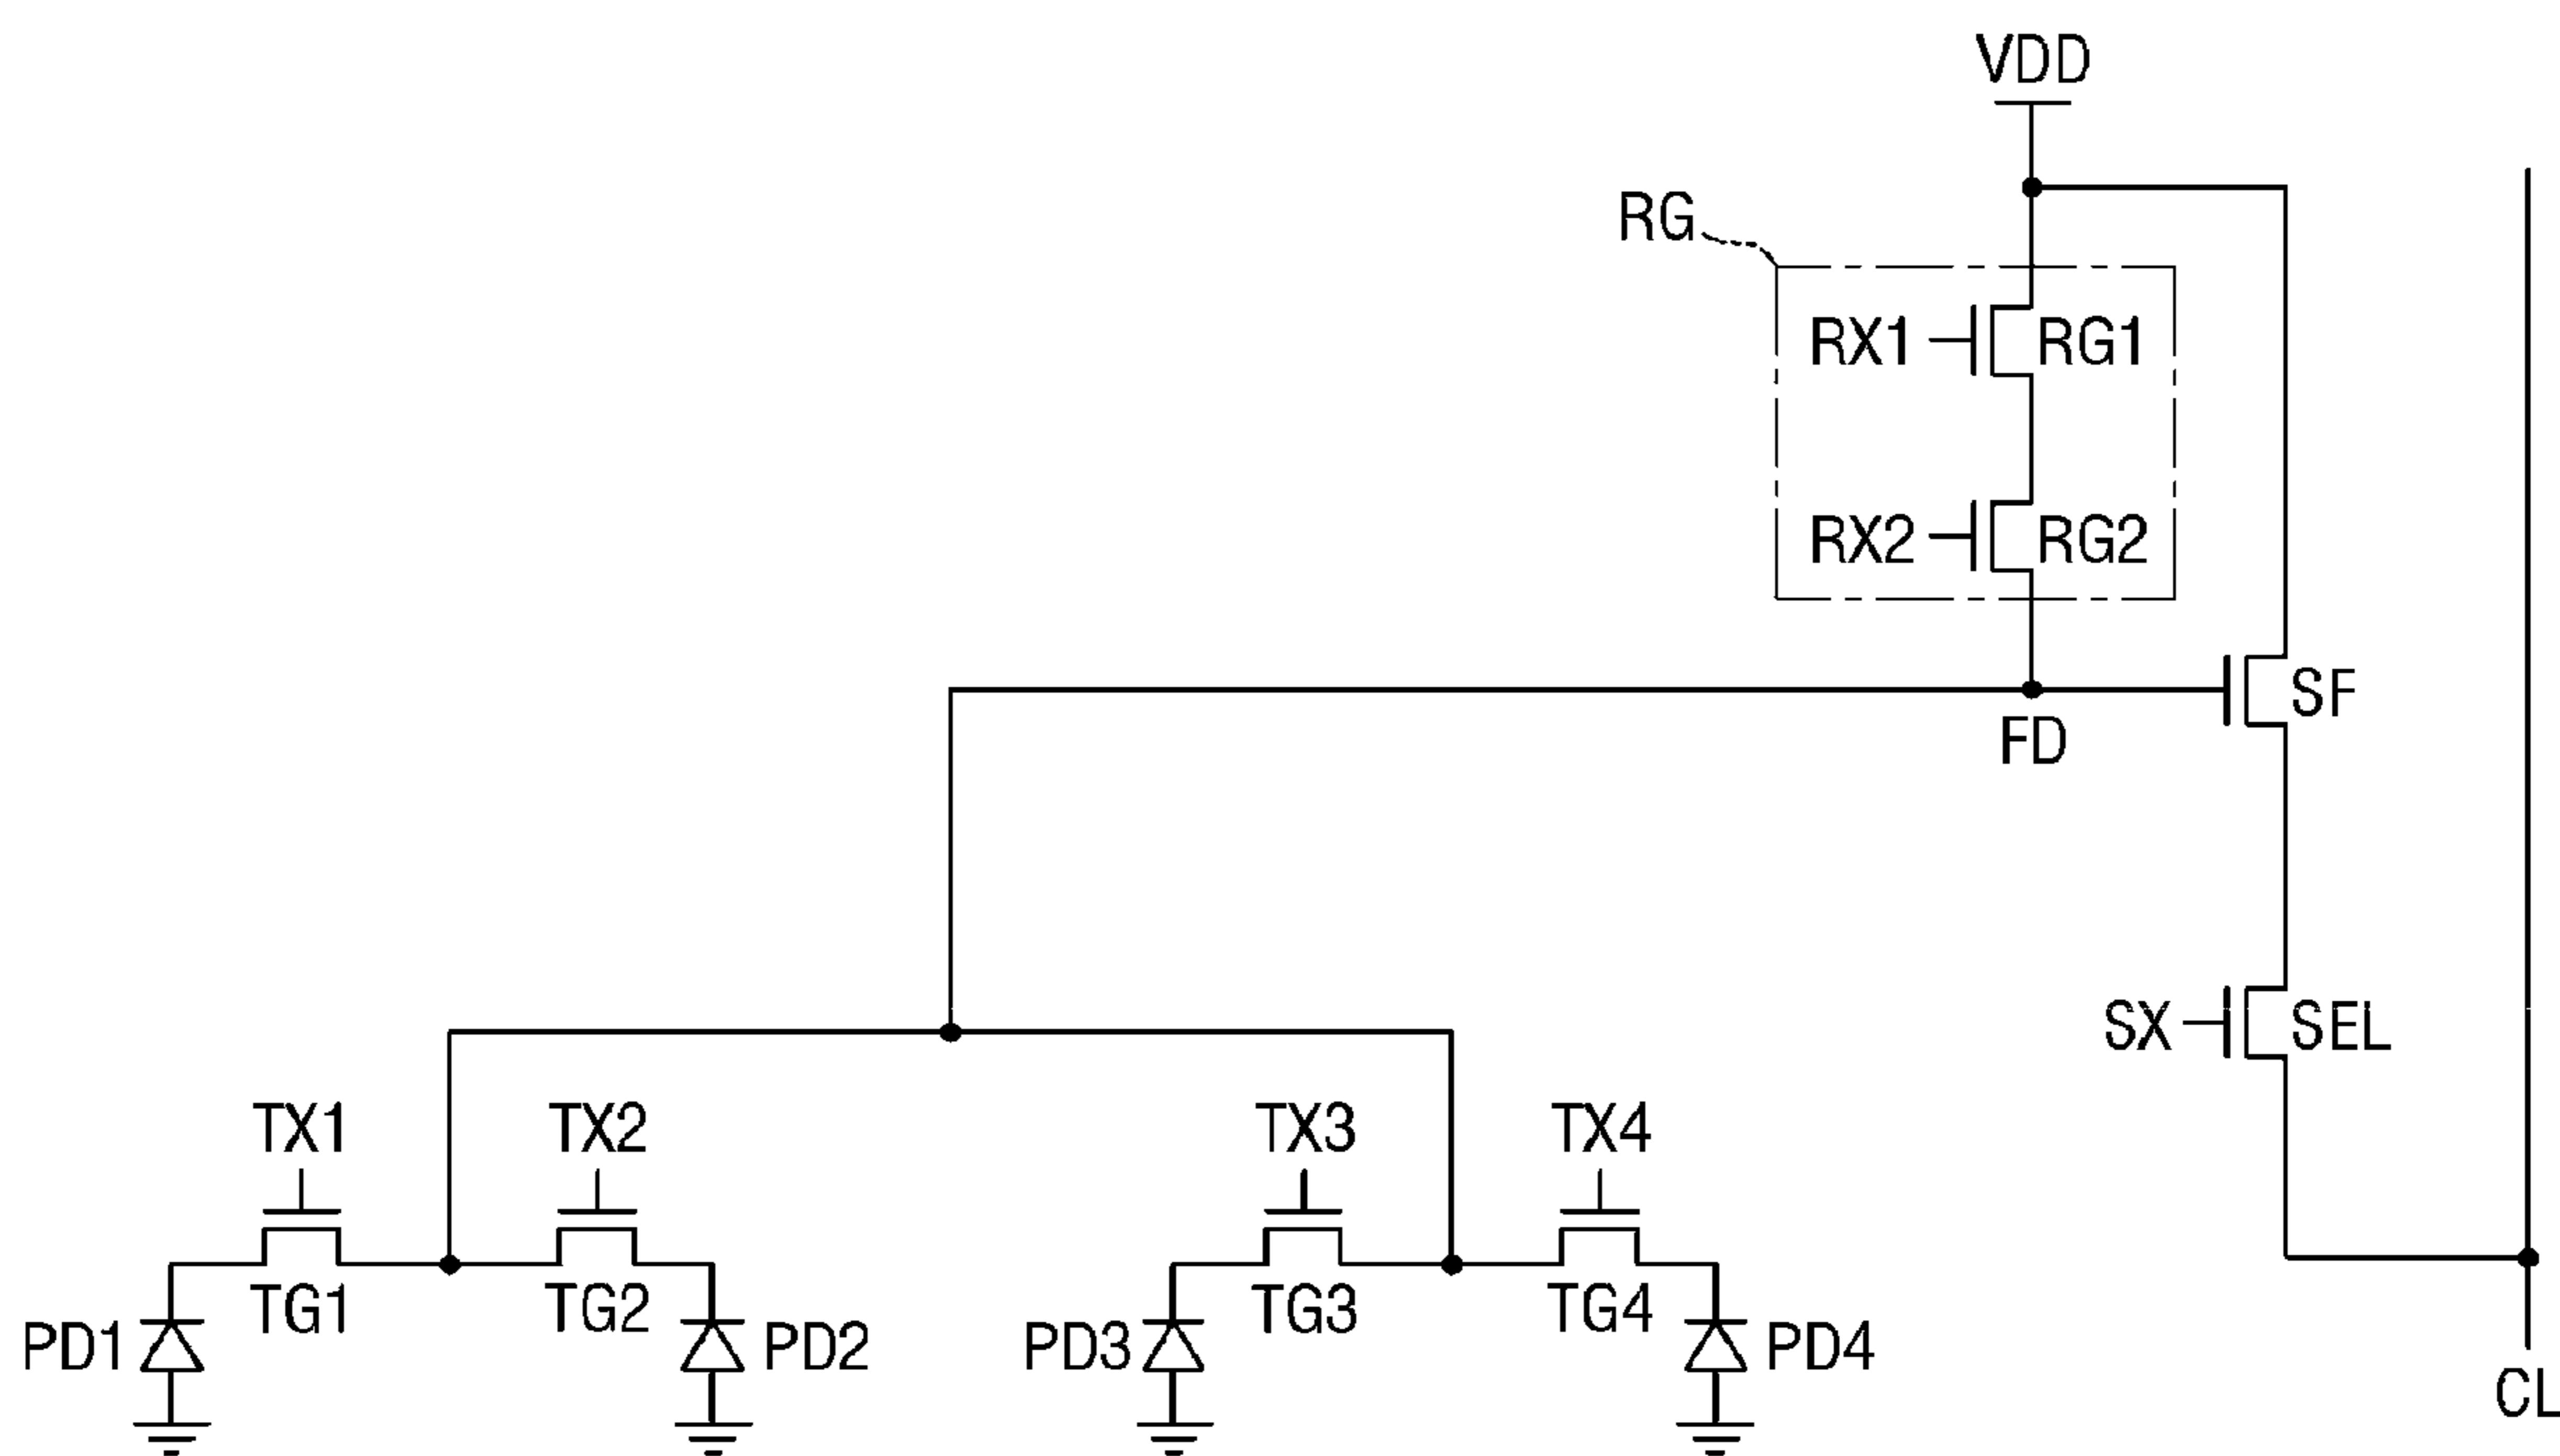 VDD
RG
RX1 RG1
RX2 RG2
SF
FD
SX SEL
TX1 TX2 TX3 TX4
TG1 TG2 TG3 TG4
PD1 PD2 PD3 PD4
CL